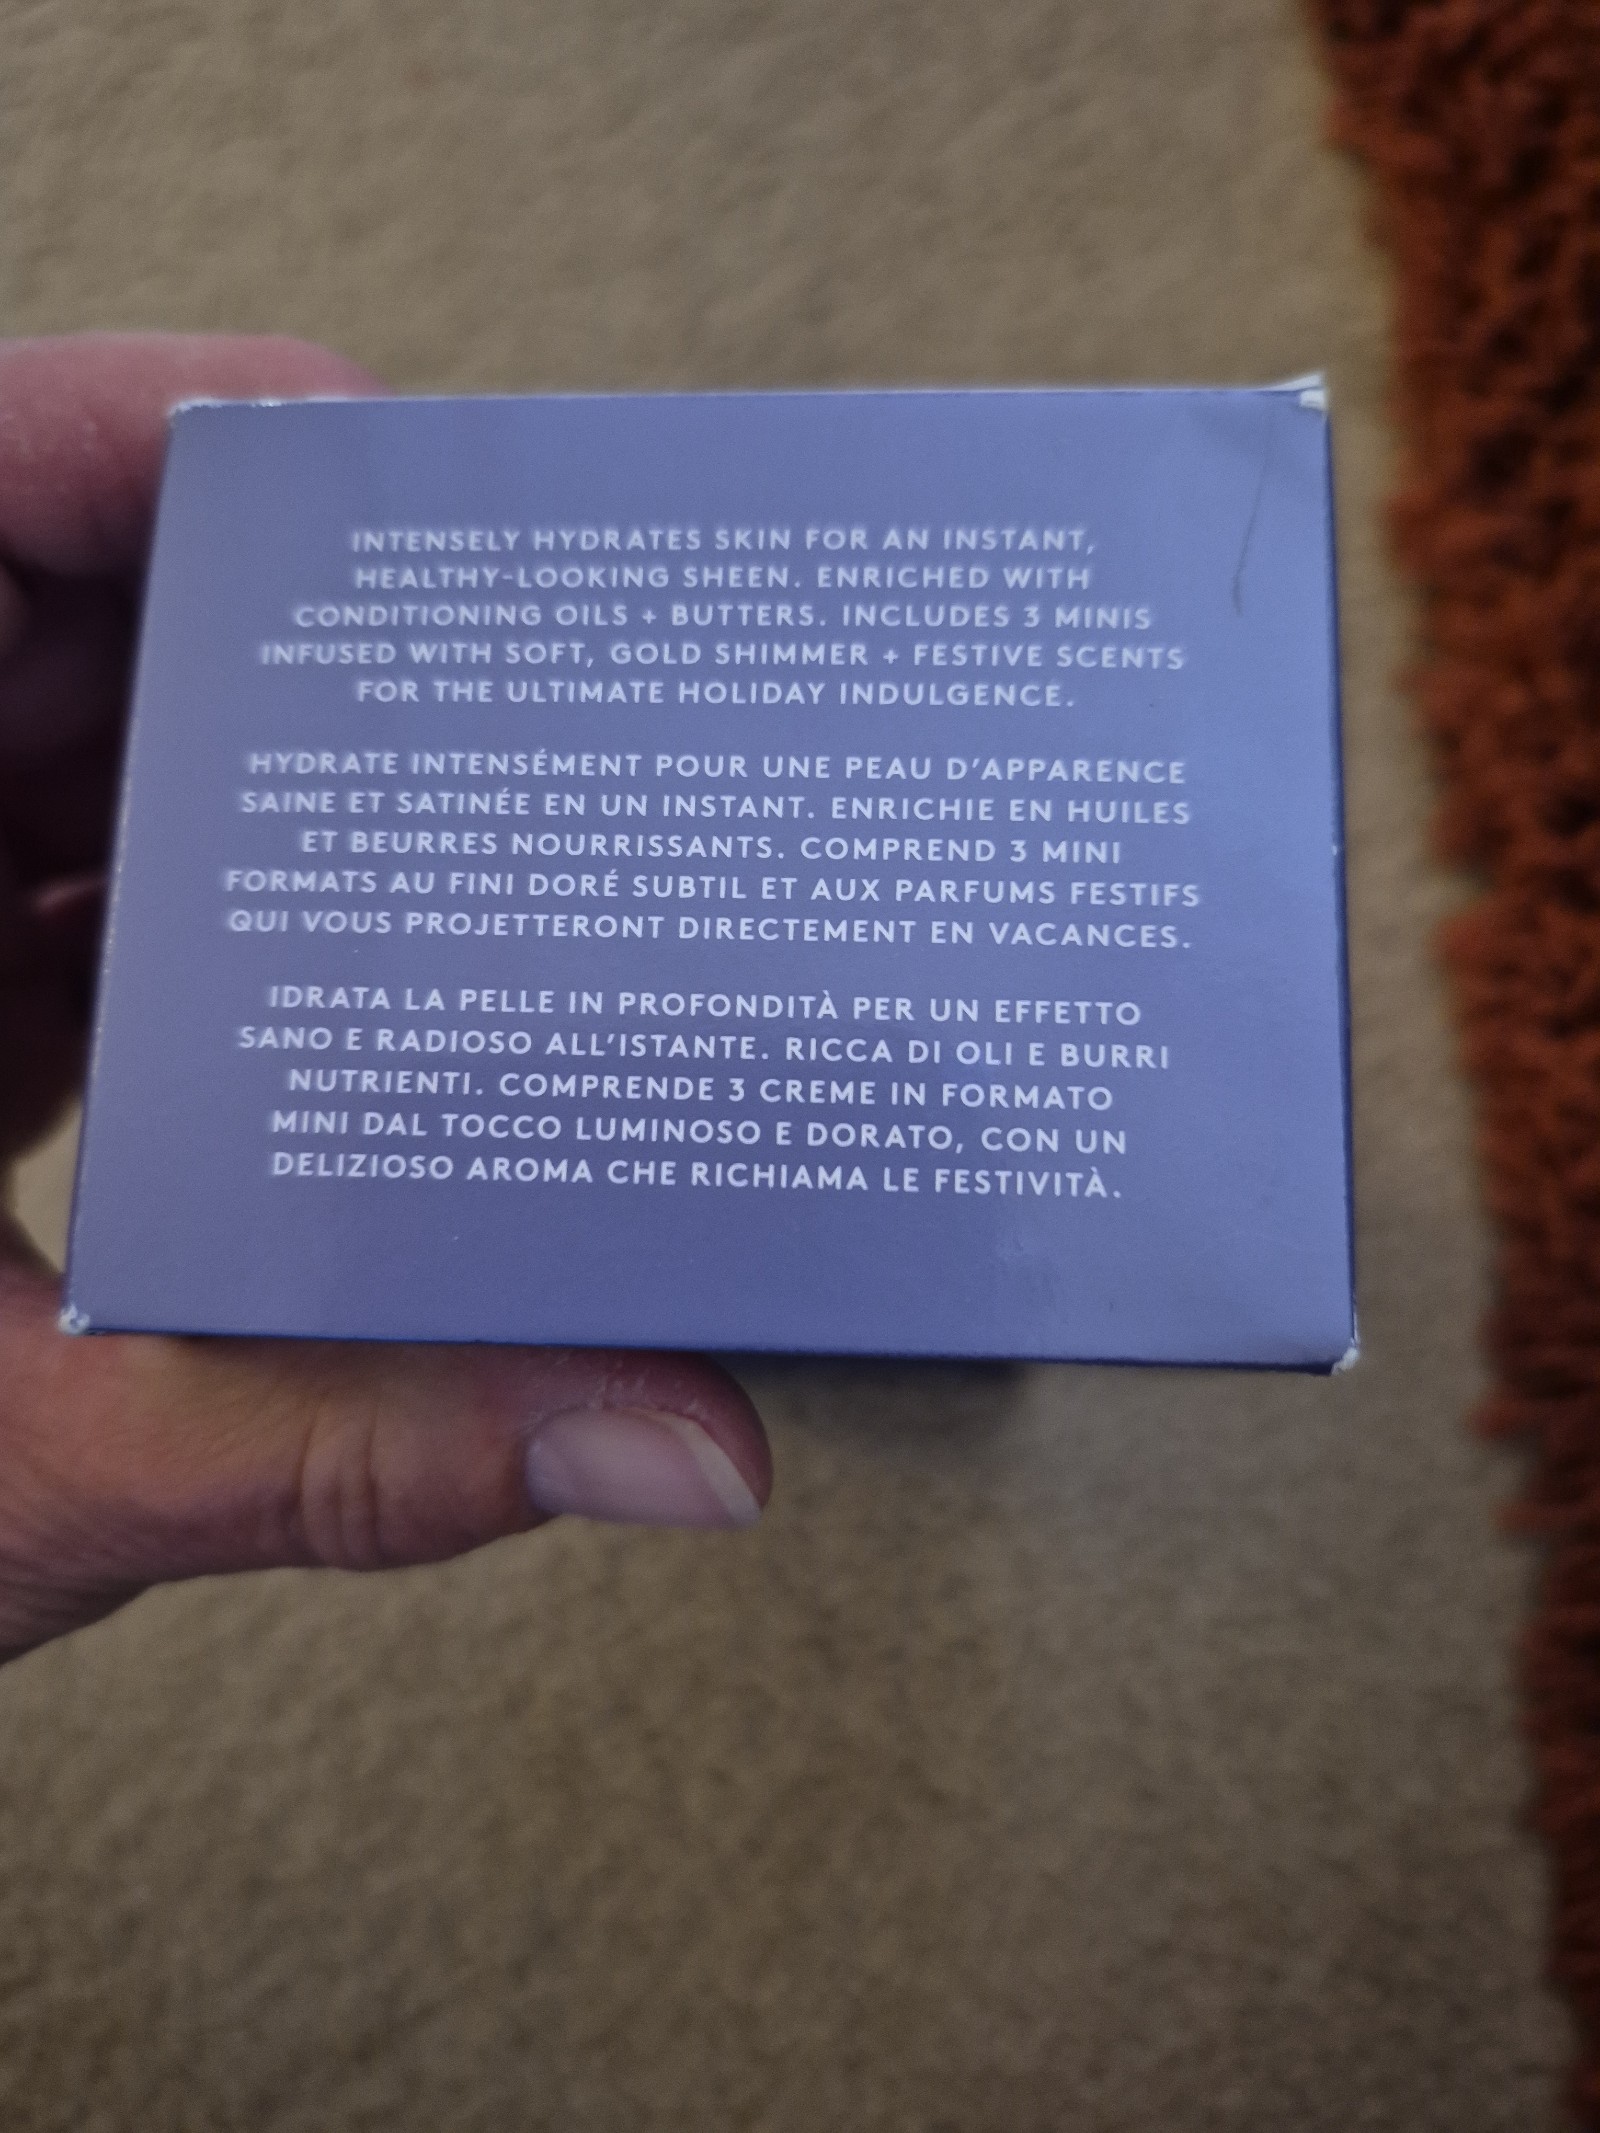 INTENSELY HYDRATES SKIN FOR AN INSTANT,
HEALTHY-LOOKING SHEEN. ENRICHED WITH
CONDITIONING OILS + BUTTERS. INCLUDES 3 MINIS
INFUSED WITH SOFT, GOLD SHIMMER + FESTIVE SCENTS
FOR THE ULTIMATE HOLIDAY INDULGENCE.
HYDRATE INTENSÉMENT POUR UNE PEAU D'APPARENCE
SAINE ET SATINÉE EN UN INSTANT. ENRICHIE EN HUILES
ET BEURRES NOURRISSANTS. COMPREND 3 MINI
FORMATS AU FINI DORÉ SUBTIL ET AUX PARFUMS FESTIFS
QUI VOUS PROJETTERONT DIRECTEMENT EN VACANCES.
IDRATA LA PELLE IN PROFONDITÀ PER UN EFFETTO
SANO E RADIOSO ALL'ISTANTE. RICCA DI OLI E BURRI
NUTRIENTI. COMPRENDE 3 CREME IN FORMATO
MINI DAL TOCCO LUMINOSO E DORATO, CON UN
DELIZIOSO AROMA CHE RICHIAMA LE FESTIVITÀ.